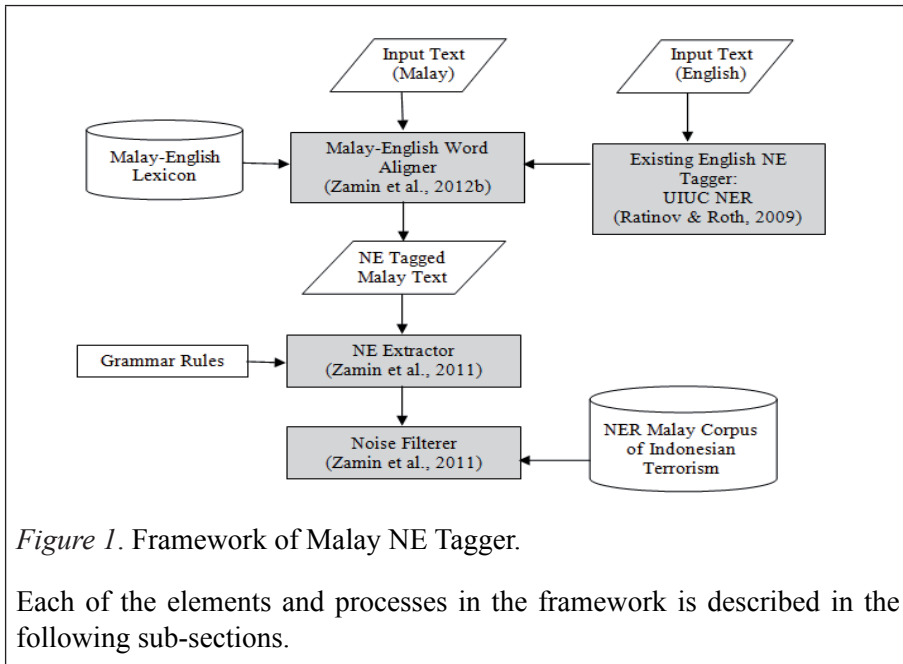 Input Text
(Malay)
Input Text
(English)
Malay-English
Lexicon
Malay-English Word
Aligner
(Zamin et al., 2012b)
Existing English NE
Tagger:
UIUC NER
(Ratinov & Roth, 2009)
NE Tagged
Malay Text
Grammar Rules
NE Extractor
(Zamin et al., 2011)
Noise Filterer
(Zamin et al., 2011)
NER Malay Corpus
of Indonesian
Terrorism
Figure 1. Framework of Malay NE Tagger.
Each of the elements and processes in the framework is described in the
following sub-sections.